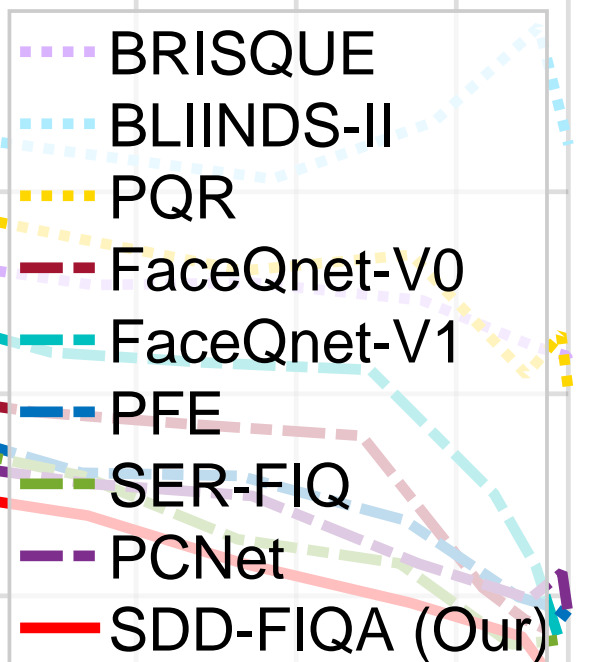 BRISQUE
BLIINDS-II
PQR
FaceQnet-V0
FaceQnet-V1
PFE
SER-FIQ
PCNet
SDD-FIQA (Our)